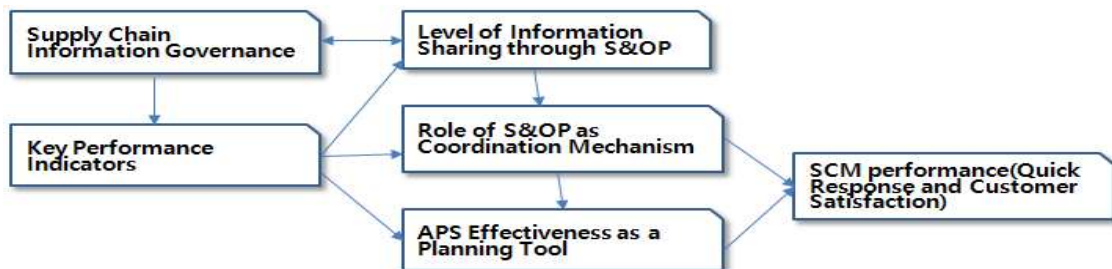 Supply Chain
Information Governance
Level of Information
Sharing through S&OP
Key Performance
Indicators
Role of S&OP as
Coordination Mechanism
SCM performance(Quick
Response and Customer
Satisfaction)
APS Effectiveness as a
Planning Tool